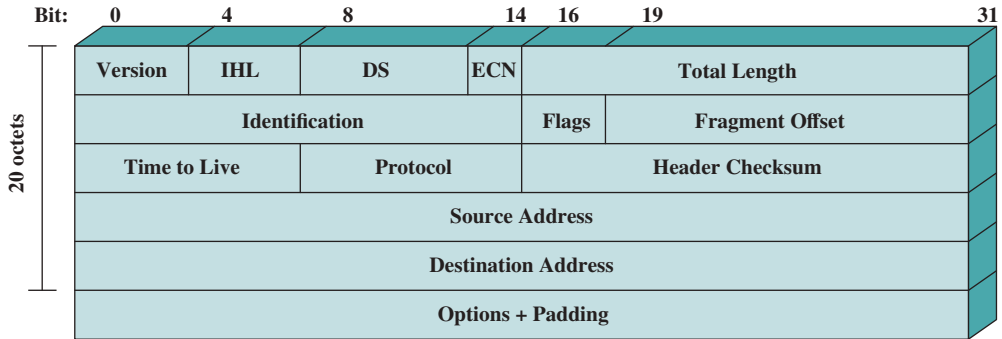 Bit: 0 4 8 14 16 19 31
Version IHL DS ECN Total Length
Identification Flags Fragment Offset
Time to Live Protocol Header Checksum
Source Address
Destination Address
Options + Padding
20 octets